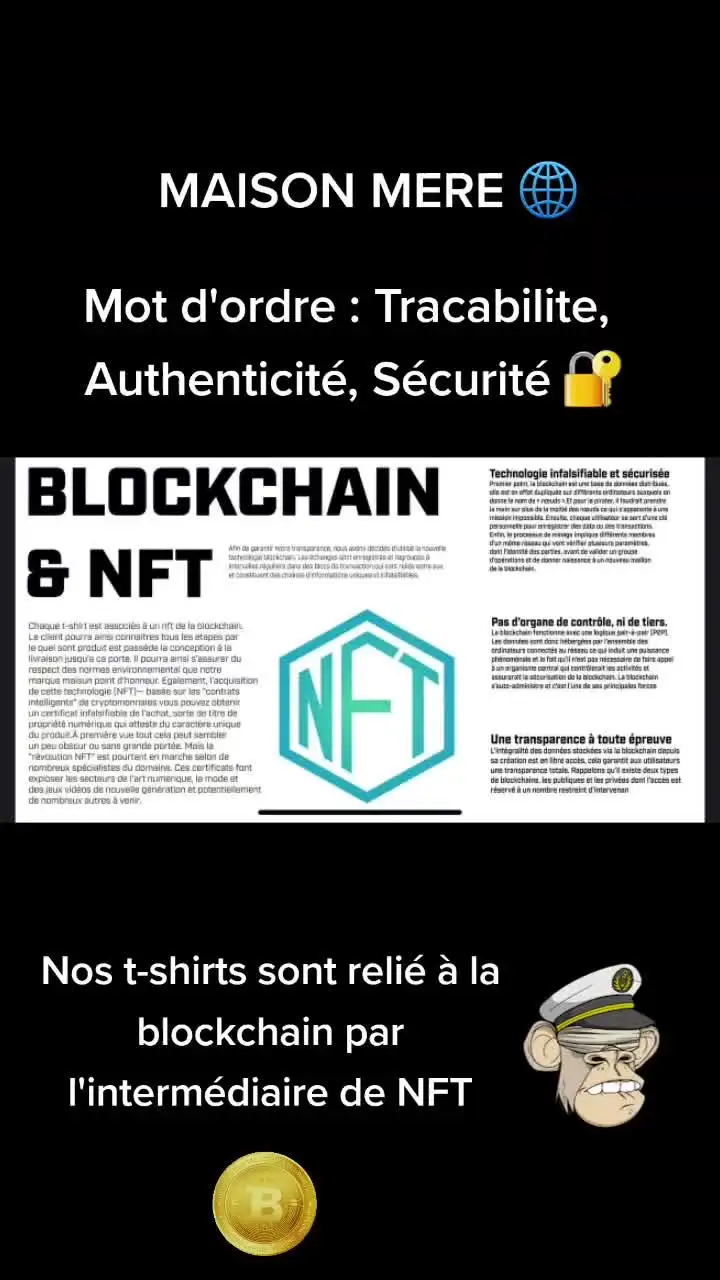 MAISON MERE
Mot d'ordre : Tracabilite,
Authenticité, Sécurité
BLOCKCHAIN
& NFT
Afin de garantir notre transparence, nous avons décidés d'utilisé la nouvelle
technologie blockchain. Les échanges sont enregistrés et regroupés à
intervalles réguliers dans des blocs de transaction qui sont reliés entre eux
et constituent des chaînes d'informations uniques et infalsifiables.
Chaque t-shirt est associés à un nft de la blockchain.
Le client pourra ainsi connaitres tous les etapes par
le quel sont produit est passéde la conception à la
livraison jusqu'a ca porte. Il pourra ainsi s'assurer du
respect des normes environnemental que notre
marque maison point d'honneur. Egalement, l'acquisition
de cette technologie (NFT)— basée sur les "contrats
intelligents" de cryptomonnaies vous pouvez obtenir
un certificat infalsifiable de l'achat, sorte de titre de
propriété numérique qui atteste du caractère unique
du produit.À première vue tout cela peut sembler
un peu obscur ou sans grande portée. Mais la
"révoution NFT" est pourtant en marche selon de
nombreux spécialistes du domaine. Ces certificats font
exploser les secteurs de l'art numérique, la mode et
des jeux vidéos de nouvelle génération et potentiellement
de nombreux autres à venir.
NFT
Technologie infalsifiable et sécurisée
Premier point, la blockchain est une base de données distribués,
elle est en effet dupliquée sur différents ordinateurs auxquels on
donne le nom de « nœuds ».Et pour la pirater, il faudrait prendre
la main sur plus de la moitié des nœuds ce qui s'apparente à une
mission impossible. Ensuite, chaque utilisateur se sert d'une clé
personnelle pour enregistrer des data ou des transactions.
Enfin, le processus de minage implique différents membres
d'un même réseau qui vont vérifier plusieurs paramètres,
dont l'identité des parties, avant de valider un groupe
d'opérations et de donner naissance à un nouveau maillon
de la blockchain.
Pas d'organe de contrôle, ni de tiers.
La blockchain fonctionne avec une logique pair-à-pair (P2P).
Les données sont donc hébergées par l'ensemble des
ordinateurs connectés au réseau ce qui induit une puissance
phénoménale et le fait qu'il n'est pas nécessaire de faire appel
à un organisme central qui contrôlerait les activités et
assurerait la sécurisation de la blockchain. La blockchain
s'auto-administre et c'est l'une de ses principales forces
Une transparence à toute épreuve
L'intégralité des données stockées via la blockchain depuis
sa création est en libre accès, cela garantit aux utilisateurs
une transparence totale. Rappelons qu'il existe deux types
de blockchains, les publiques et les privées dont l'accès est
réservé à un nombre restreint d'intervenan
Nos t-shirts sont relié à la
blockchain par
l'intermédiaire de NFT